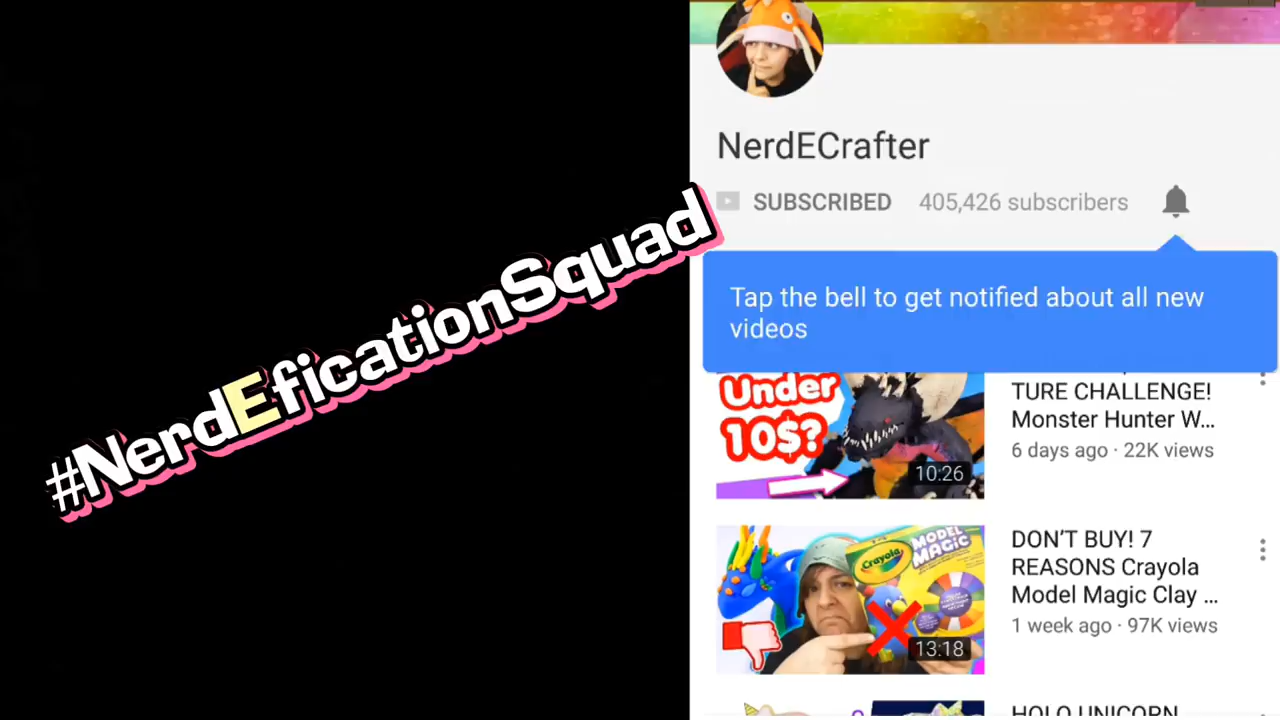 #NerdEficationSquad
NerdECrafter
SUBSCRIBED 405,426 subscribers
Tap the bell to get notified about all new
videos
Under
10$?
10:26
TURE CHALLENGE!
Monster Hunter W...
6 days ago · 22K views
Crayola
MODEL
MAGIC
13:18
DON'T BUY! 7
REASONS Crayola
Model Magic Clay ...
1 week ago · 97K views
HOLO UNICORN